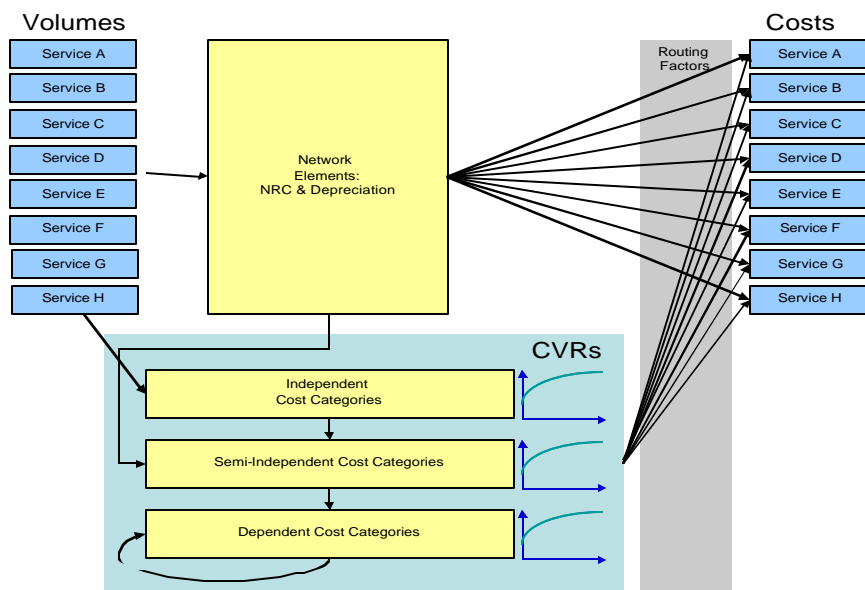 Volumes
Service A
Service B
Service C
Service D
Service E
Service F
Service G
Service H
Network
Elements:
NRC & Depreciation
Routing
Factors
Costs
Service A
Service B
Service C
Service D
Service E
Service F
Service G
Service H
CVRs
Independent
Cost Categories
Semi-Independent Cost Categories
Dependent Cost Categories